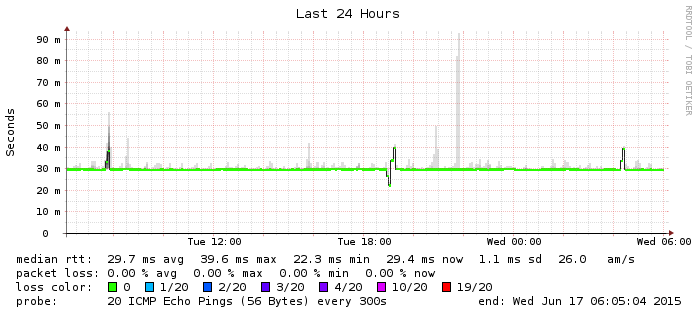 Last 24 Hours
RRDTOOL / TOBI OETIKER
Seconds
90 m
80 m
70 m
60 m
50 m
40 m
30 m
20 m
10 m
0
Tue 12:00 Tue 18:00 Wed 00:00 Wed 06:00
median rtt: 29.7 ms avg 39.6 ms max 22.3 ms min 29.4 ms now 1.1 ms sd 26.0 am/s
packet loss: 0.00 % avg 0.00 % max 0.00 % min 0.00 % now
loss color: 0 1/20 2/20 3/20 4/20 10/20 19/20
probe: 20 ICMP Echo Pings (56 Bytes) every 300s end: Wed Jun 17 06:05:04 2015